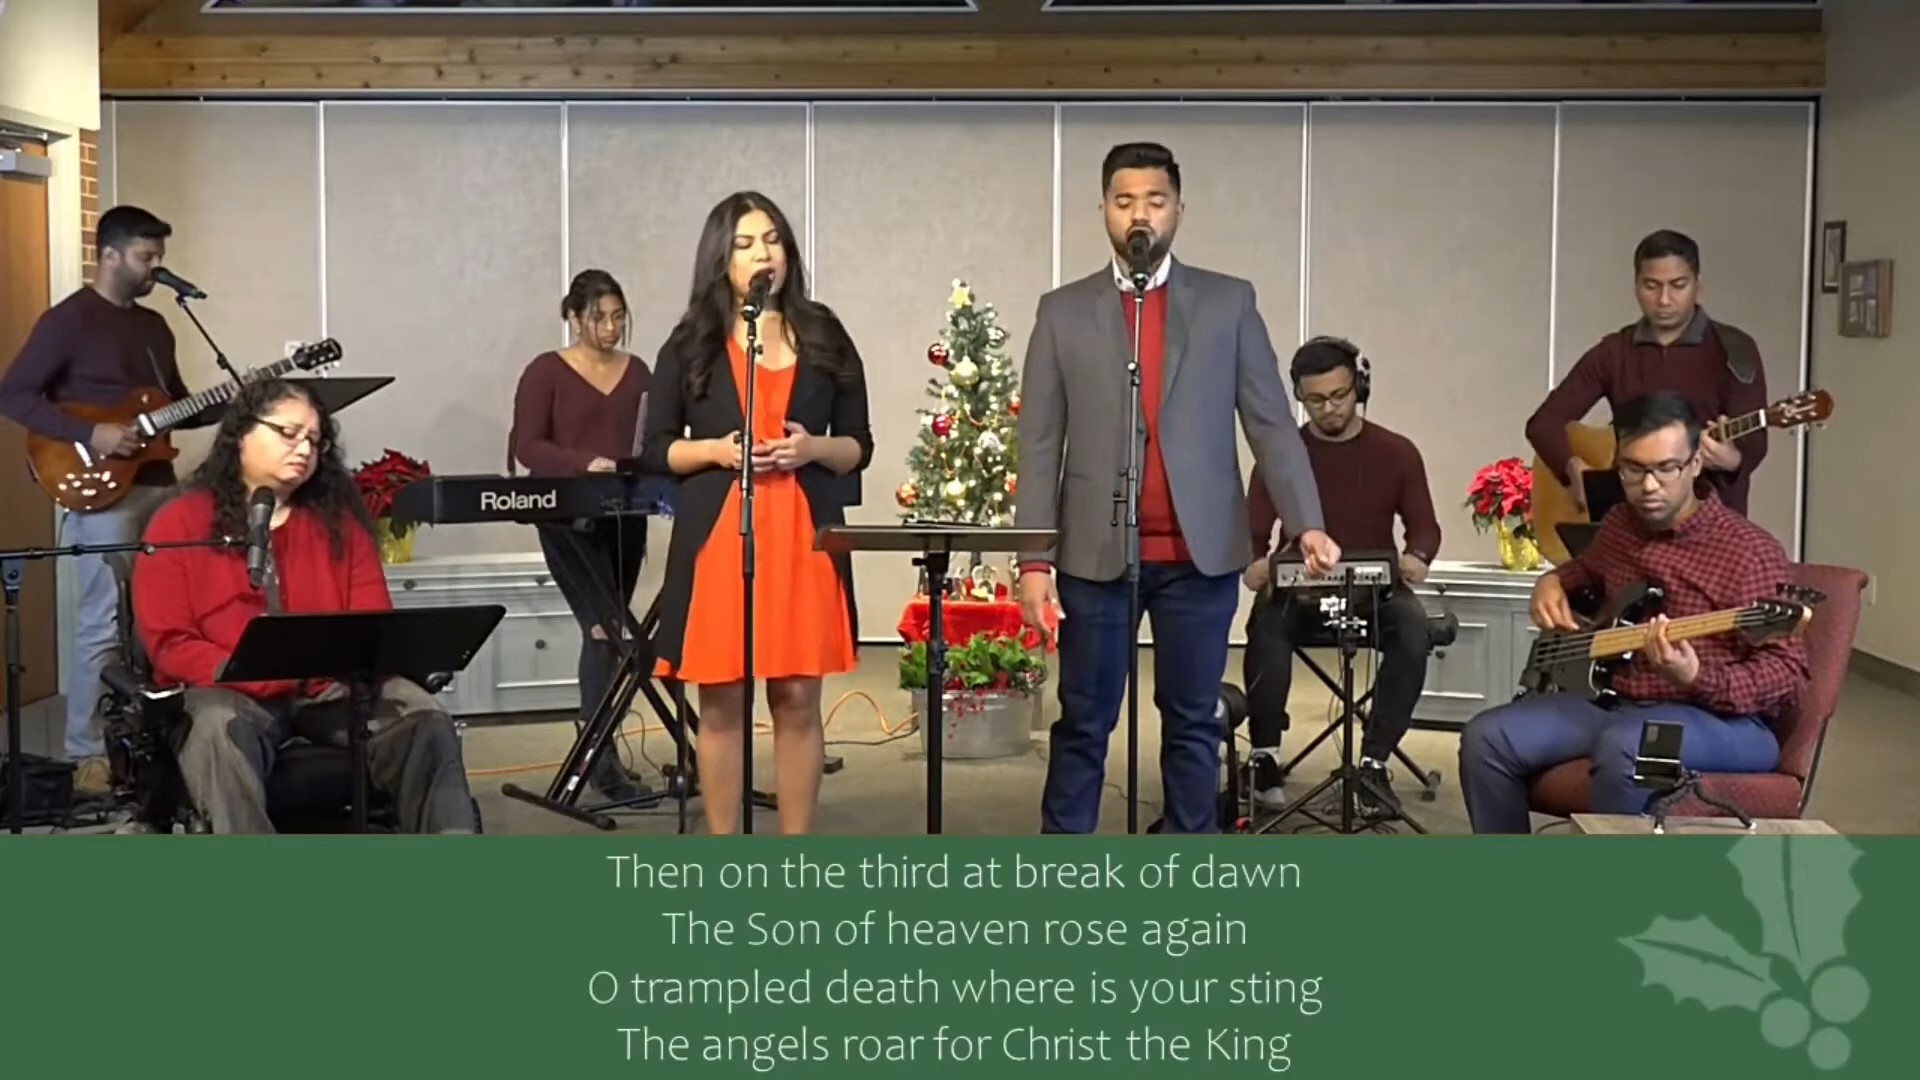 Roland
Then on the third at break of dawn
The Son of heaven rose again
O trampled death where is your sting
The angels roar for Christ the King